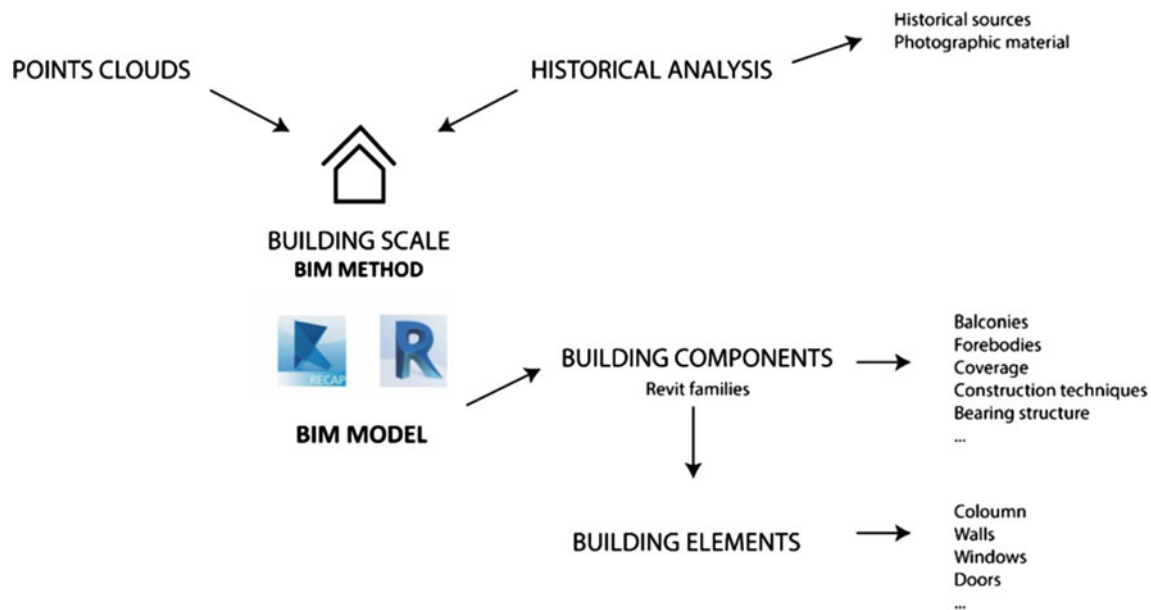 Historical sources
Photographic material
POINTS CLOUDS
HISTORICAL ANALYSIS
BUILDING SCALE
BIM METHOD
RECAP
R
BIM MODEL
BUILDING COMPONENTS
Revit families
Balconies
Forebodies
Coverage
Construction techniques
Bearing structure
...
BUILDING ELEMENTS
Coloumn
Walls
Windows
Doors
...